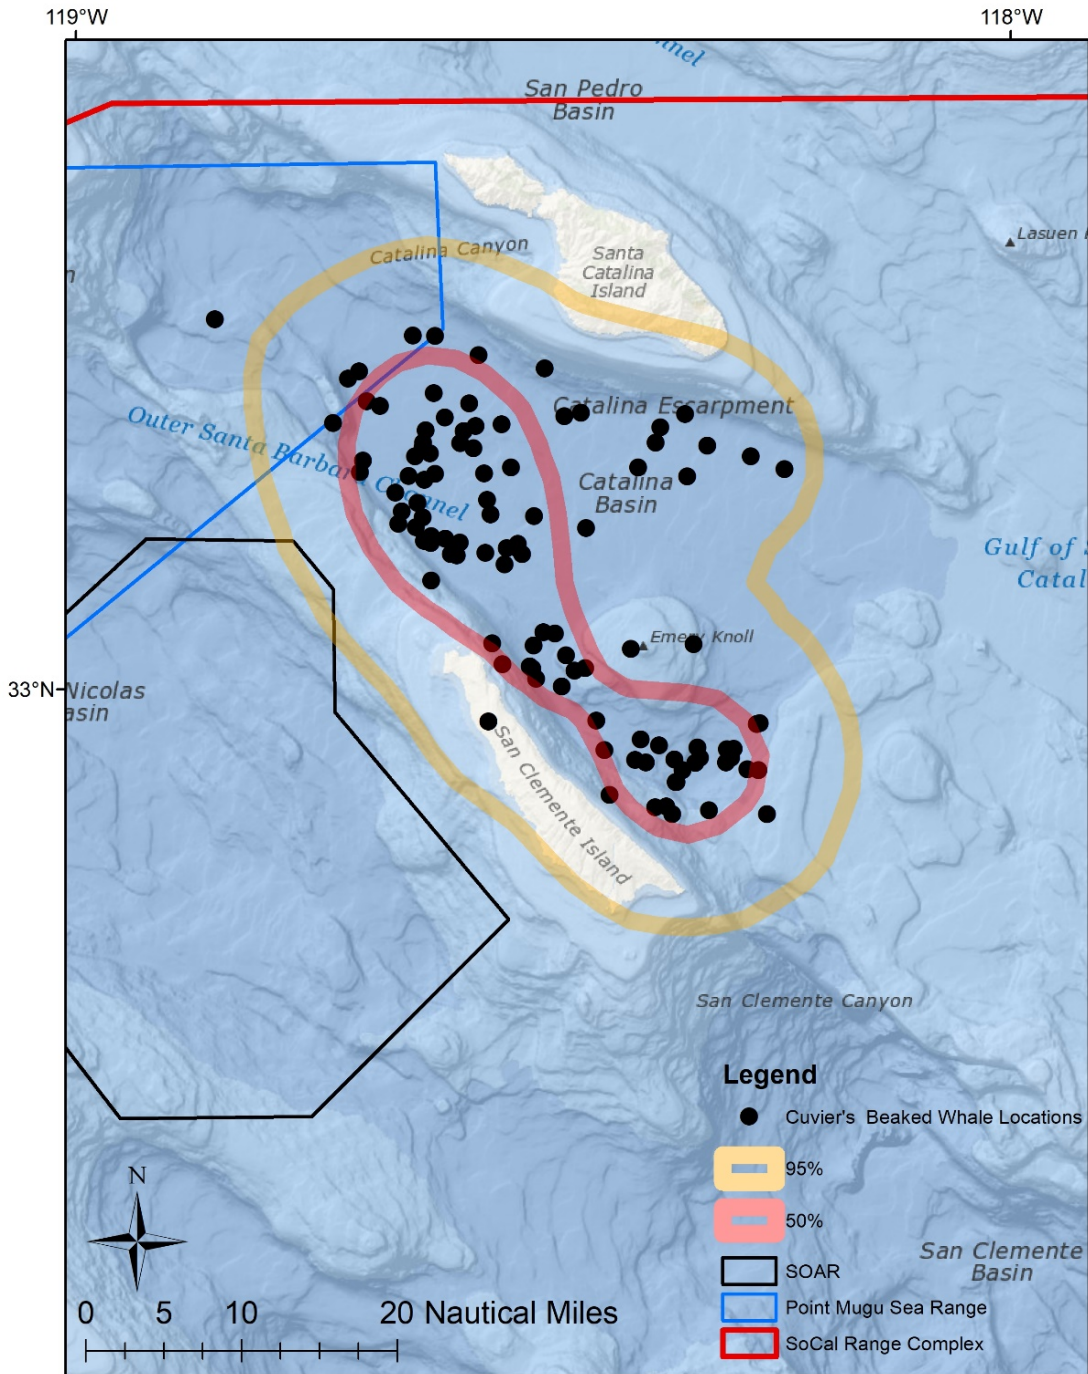 119°W
118°W
nnel
San Pedro
Basin
Catalina Canyon
Lasuen
Santa
Catalina
Island
n
Catalina Escarpment
Outer Santa Barbara Channel
Catalina
Basin
Gulf of S
Catal
Emery Knoll
33°N
Nicolas
asin
San Clemente Island
San Clemente Canyon
Legend
Cuvier's Beaked Whale Locations
95%
50%
SOAR
Point Mugu Sea Range
SoCal Range Complex
San Clemente
Basin
N
0 5 10 20 Nautical Miles